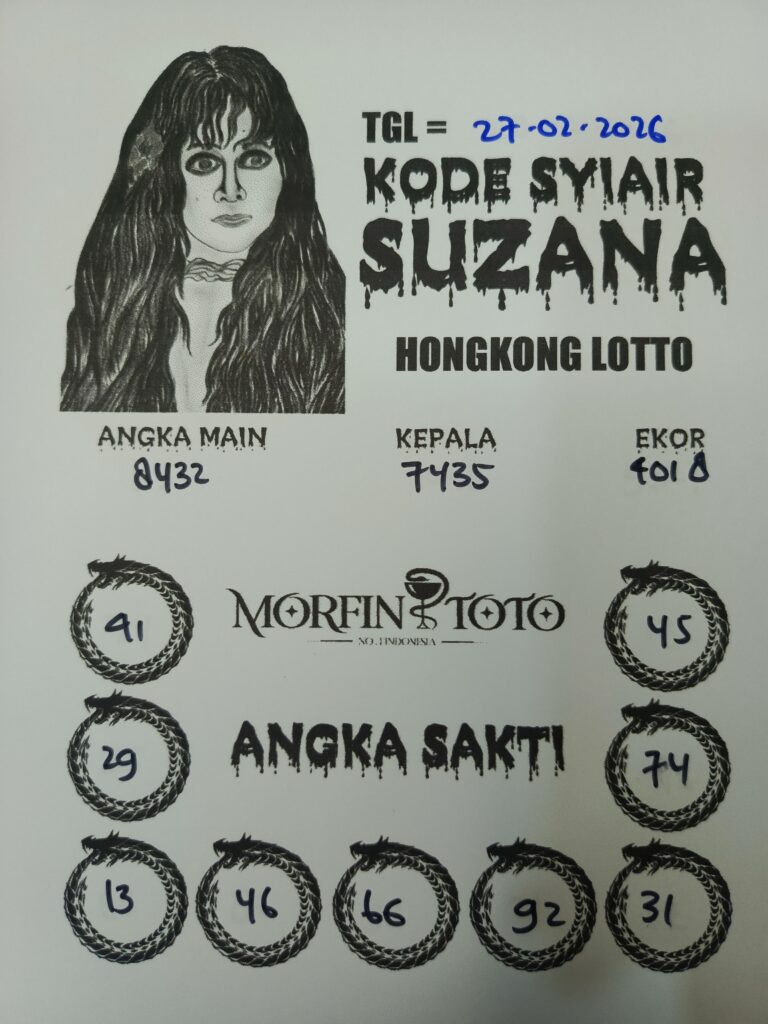 TGL = 27-02-2026
KODE SYIAIR
SUZANA
HONGKONG LOTTO
ANGKA MAIN KEPALA EKOR
8432 7435 4018
MORFIN TOTO
NO.1 INDONESIA
41 45
29 ANGKA SAKTI 74
13 46 66 92 31